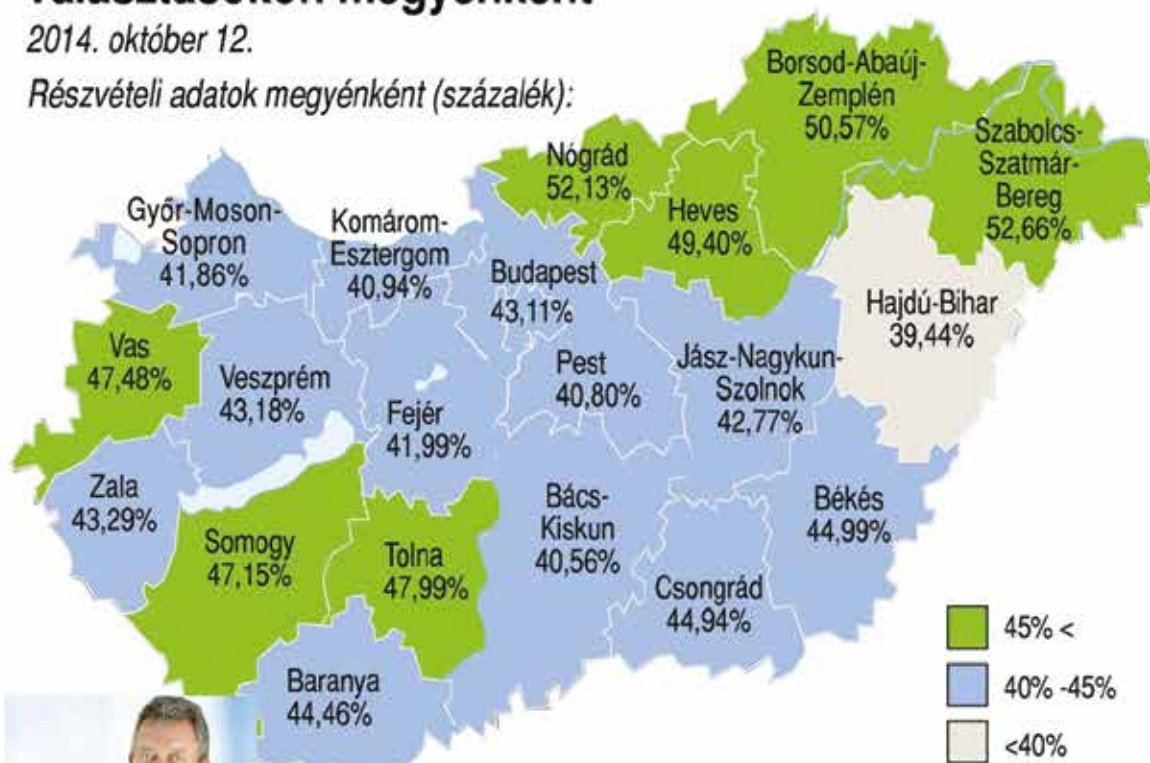 választásokon megyénként
2014. október 12.
Részvételi adatok megyénként (százalék):
Borsod-Abaúj-
Zemplén
50,57%
Szabolcs-
Szatmár-
Bereg
52,66%
Nógrád
52,13%
Heves
49,40%
Győr-Moson-
Sopron
41,86%
Komárom-
Esztergom
40,94%
Budapest
43,11%
Hajdú-Bihar
39,44%
Vas
47,48%
Veszprém
43,18%
Fejér
41,99%
Pest
40,80%
Jász-Nagykun-
Szolnok
42,77%
Zala
43,29%
Somogy
47,15%
Tolna
47,99%
Bács-
Kiskun
40,56%
Békés
44,99%
Csongrád
44,94%
Baranya
44,46%
45% <
40% -45%
<40%